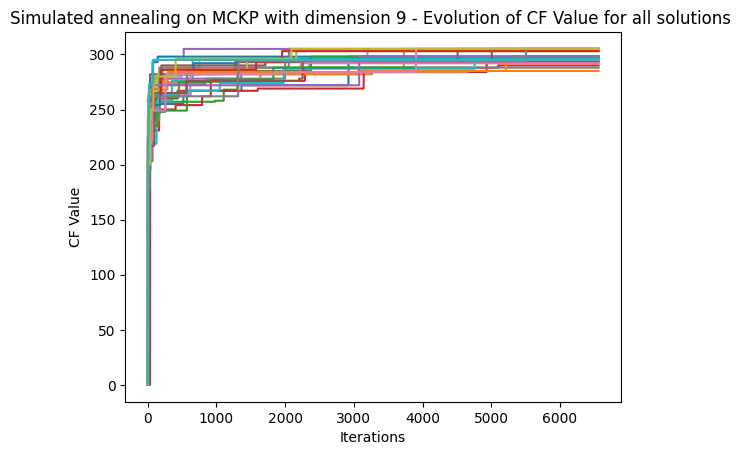 Simulated annealing on MCKP with dimension 9 - Evolution of CF Value for all solutions
300
250
200
150
100
50
0
CF Value
0 1000 2000 3000 4000 5000 6000
Iterations